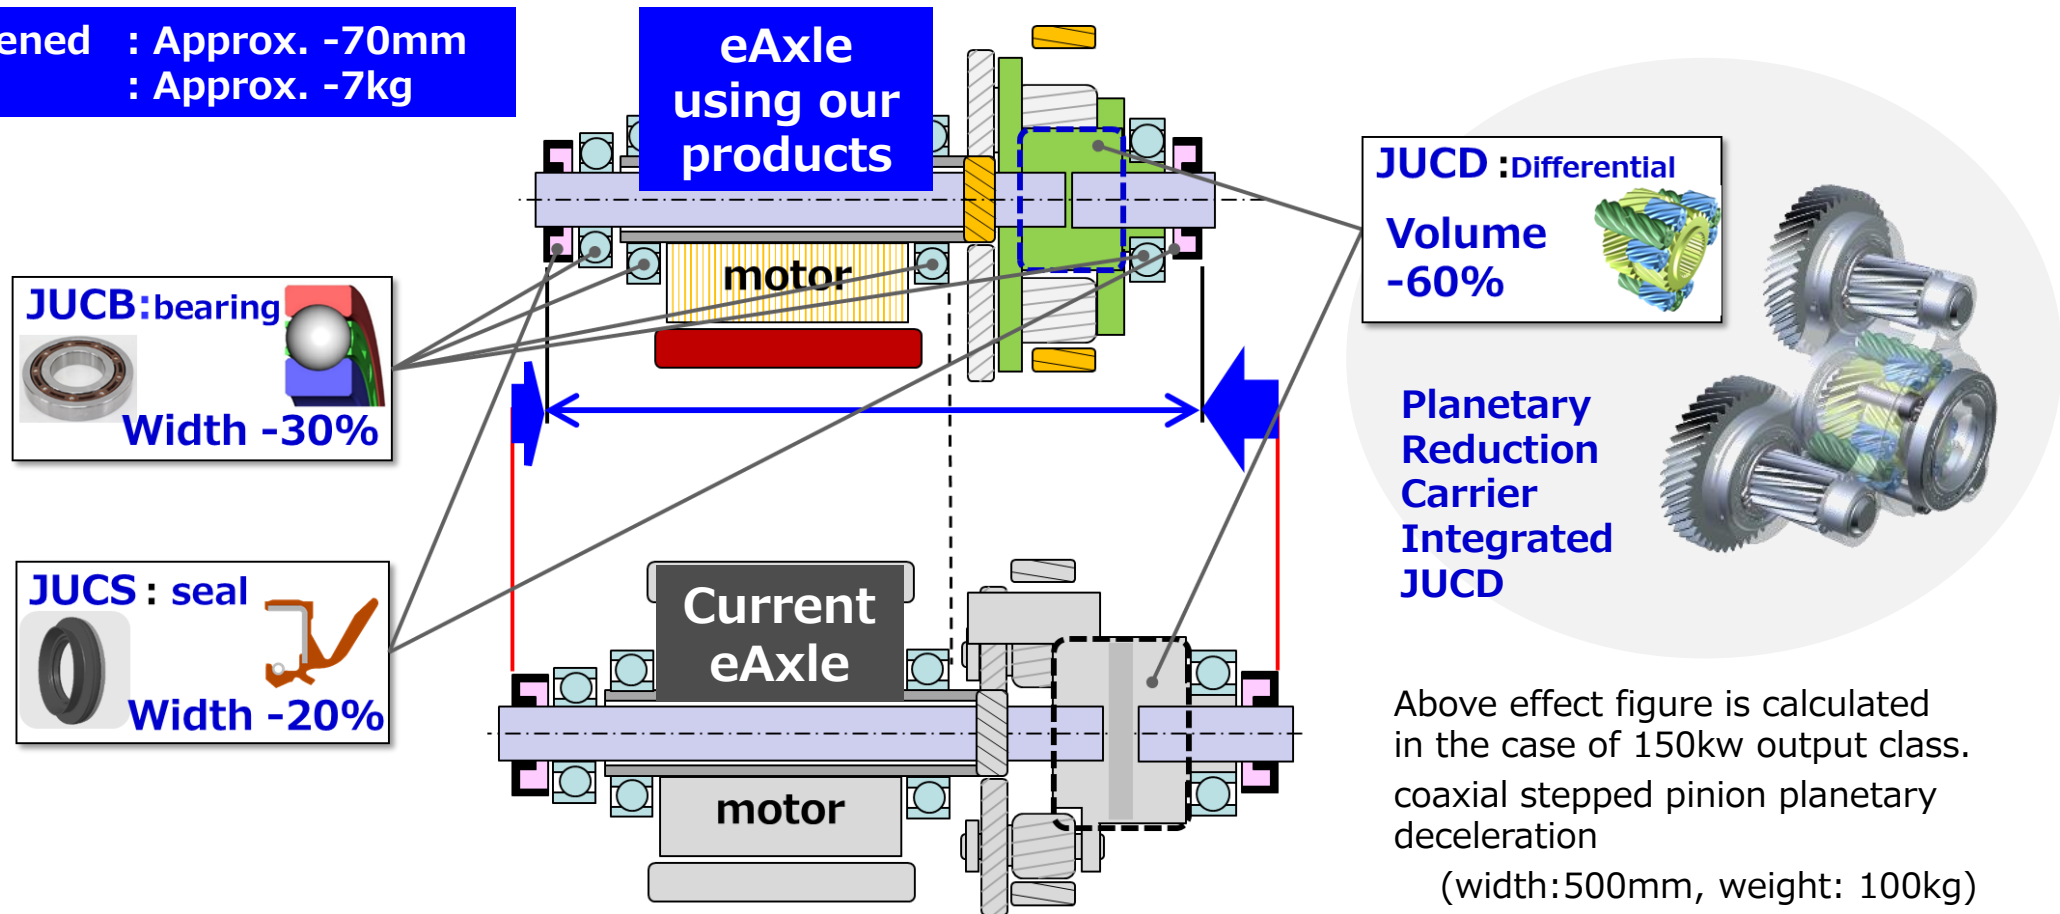 : Approx. -70mm
: Approx. -7kg
eAxle
using our
products
JUCD :Differential
Volume
-60%
motor
JUCB:bearing
Width -30%
Planetary
Reduction
Carrier
Integrated
JUCD
JUCS : seal
Width -20%
Current
eAxle
motor
Above effect figure is calculated
in the case of 150kw output class.
coaxial stepped pinion planetary
deceleration
(width:500mm, weight: 100kg)